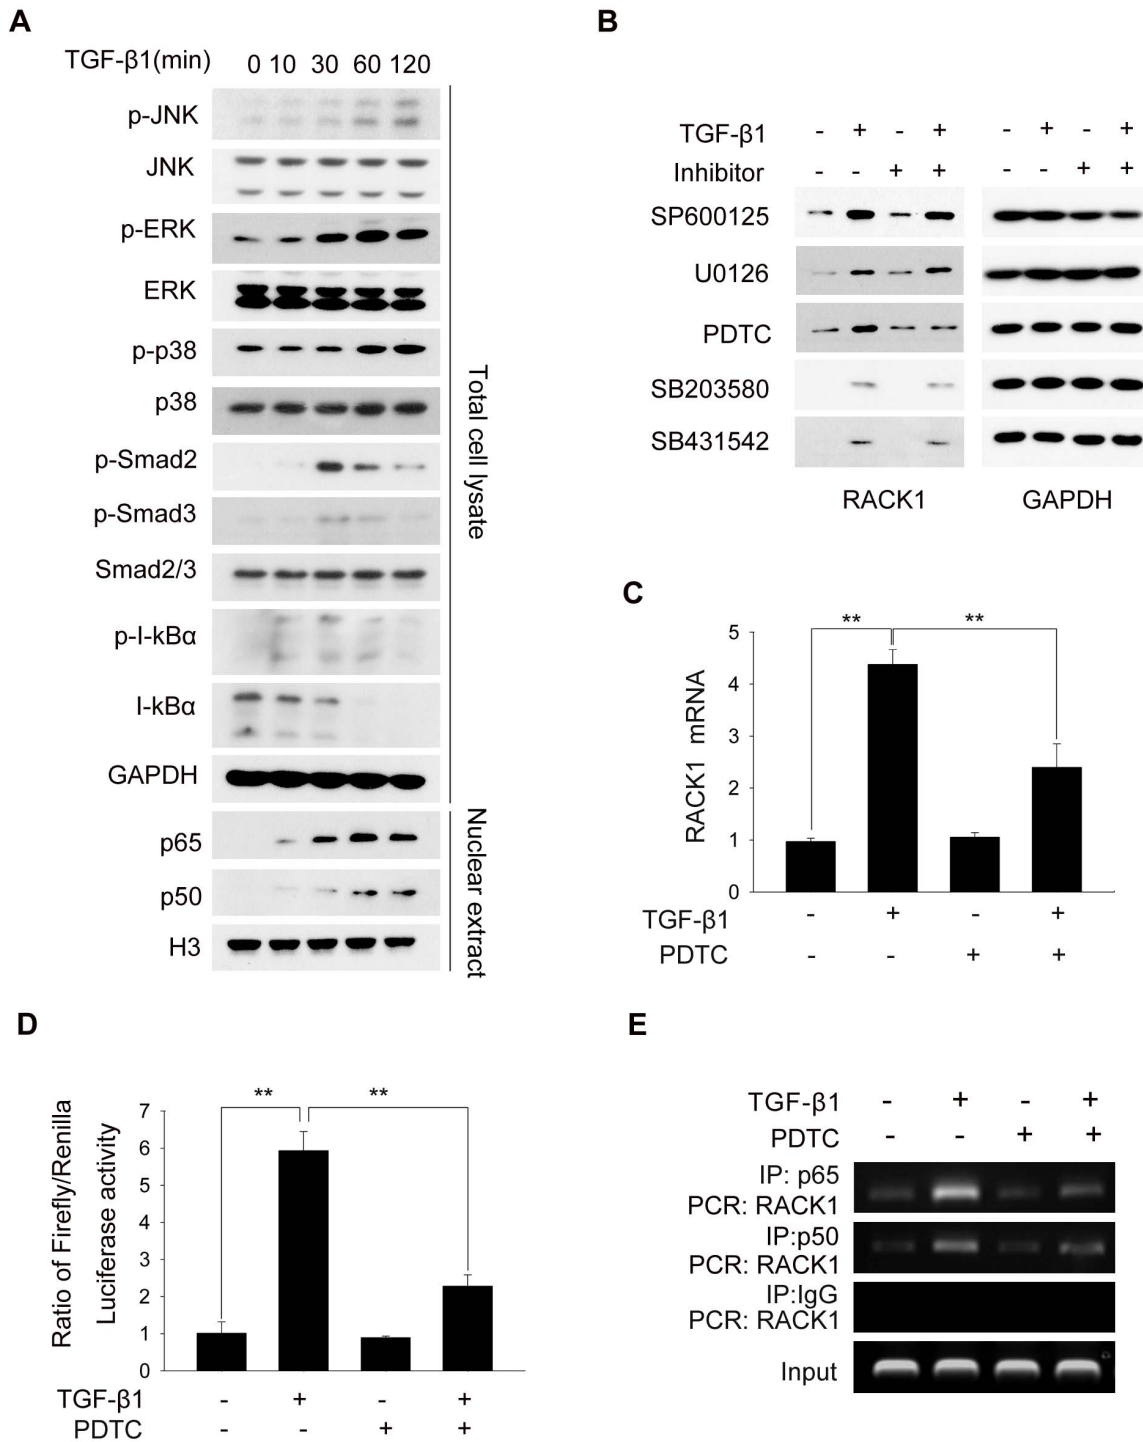 A
TGF-β1(min) 0 10 30 60 120
p-JNK
JNK
p-ERK
ERK
p-p38
p38
p-Smad2
p-Smad3
Smad2/3
p-I-kBα
I-kBα
GAPDH
p65
p50
H3
Total cell lysate
Nuclear extract
B
TGF-β1 - + - + - + - +
Inhibitor - - + + - - + +
SP600125
U0126
PDTC
SB203580
SB431542
RACK1 GAPDH
C
RACK1 mRNA
5
4
3
2
1
0
** **
TGF-β1 - + - +
PDTC - - + +
D
Ratio of Firefly/Renilla
Luciferase activity
7
6
5
4
3
2
1
0
** **
TGF-β1 - + - +
PDTC - - + +
E
TGF-β1 - + - +
PDTC - - + +
IP: p65
PCR: RACK1
IP:p50
PCR: RACK1
IP:IgG
PCR: RACK1
Input